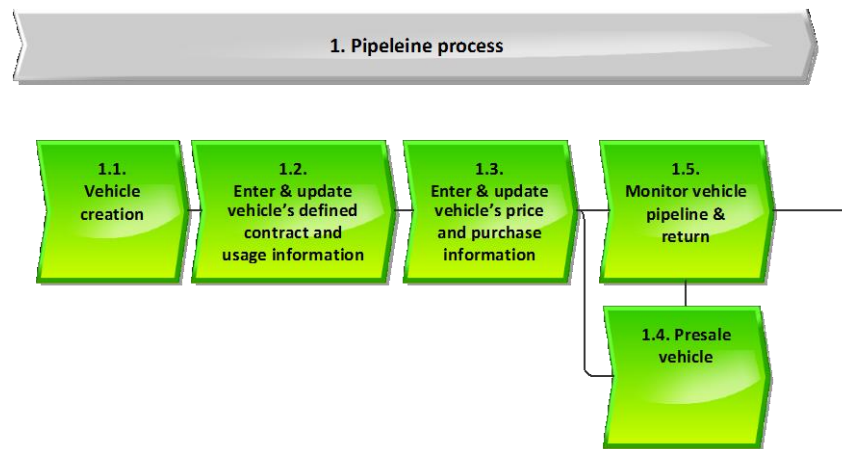 1. Pipeleine process
1.1.
Vehicle
creation
1.2.
Enter & update
vehicle's defined
contract and
usage information
1.3.
Enter & update
vehicle's price
and purchase
information
1.5.
Monitor vehicle
pipeline &
return
1.4. Presale
vehicle